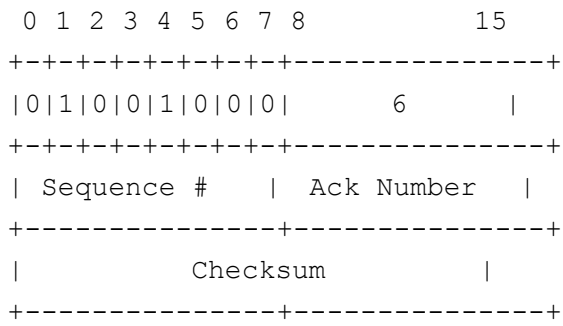 0 1 2 3 4 5 6 7 8            15
+-+-+-+-+-+-+-+-+---------------+
|0|1|0|0|1|0|0|0|       6       |
+-+-+-+-+-+-+-+-+---------------+
|  Sequence #   |  Ack Number   |
+---------------+---------------+
|           Checksum            |
+---------------+---------------+